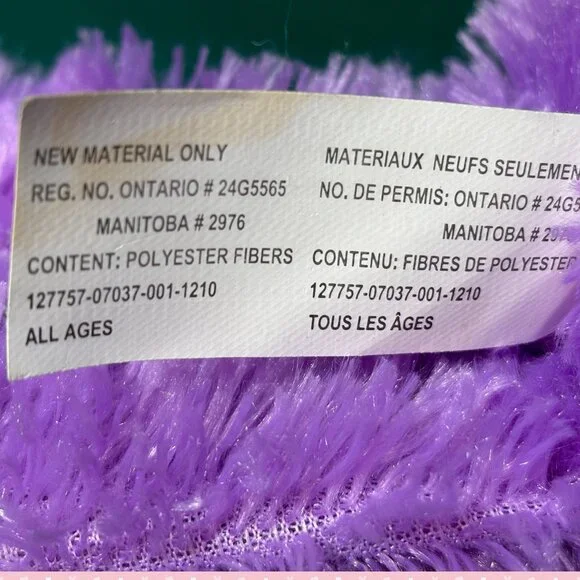 NEW MATERIAL ONLY
REG. NO. ONTARIO # 24G5565
MANITOBA # 2976
CONTENT: POLYESTER FIBERS
127757-07037-001-1210
ALL AGES
MATERIAUX NEUFS SEULEMEN
NO. DE PERMIS: ONTARIO # 24G5
MANITOBA #
CONTENU: FIBRES DE POLYESTER
127757-07037-001-1210
TOUS LES ÂGES